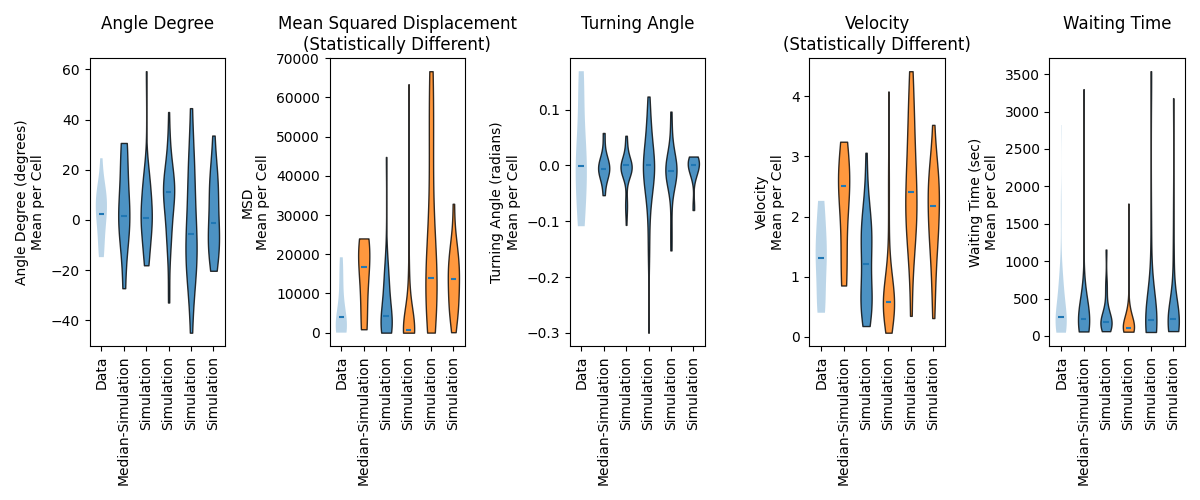 Angle Degree
Angle Degree (degrees)
Mean per Cell
60
40
20
0
−20
−40
Data
Median-Simulation
Simulation
Simulation
Simulation
Simulation
Mean Squared Displacement
(Statistically Different)
MSD
Mean per Cell
70000
60000
50000
40000
30000
20000
10000
0
Data
Median-Simulation
Simulation
Simulation
Simulation
Simulation
Turning Angle
Turning Angle (radians)
Mean per Cell
0.1
0.0
−0.1
−0.2
−0.3
Data
Median-Simulation
Simulation
Simulation
Simulation
Simulation
Velocity
(Statistically Different)
Velocity
Mean per Cell
4
3
2
1
0
Data
Median-Simulation
Simulation
Simulation
Simulation
Simulation
Waiting Time
Waiting Time (sec)
Mean per Cell
3500
3000
2500
2000
1500
1000
500
0
Data
Median-Simulation
Simulation
Simulation
Simulation
Simulation